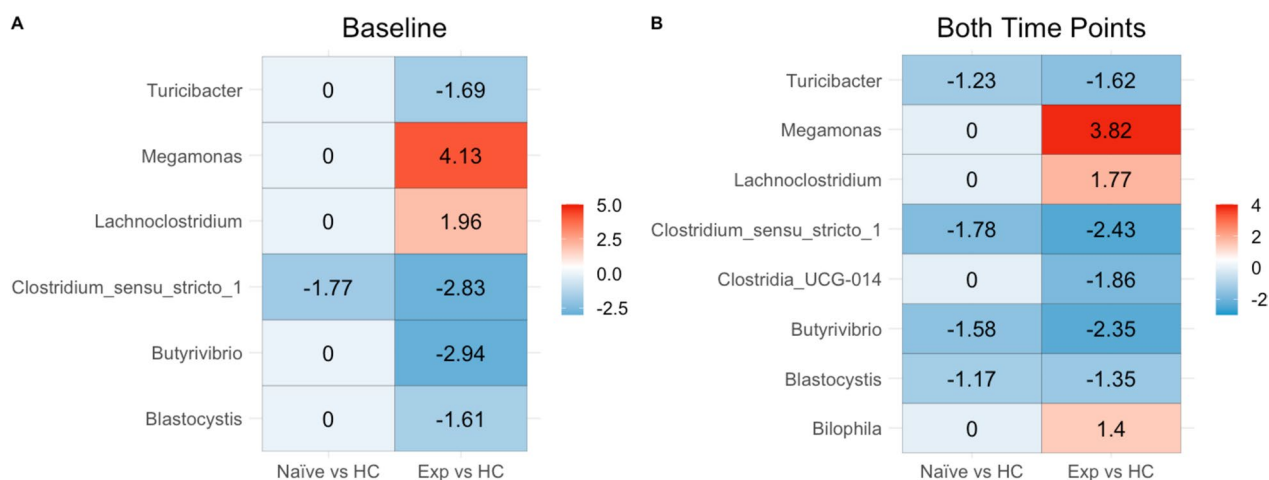 A
Baseline
Turicibacter 0 -1.69
Megamonas 0 4.13
Lachnoclostridium 0 1.96
Clostridium_sensu_stricto_1 -1.77 -2.83
Butyrivibrio 0 -2.94
Blastocystis 0 -1.61
Naïve vs HC Exp vs HC
5.0
2.5
0.0
-2.5
B
Both Time Points
Turicibacter -1.23 -1.62
Megamonas 0 3.82
Lachnoclostridium 0 1.77
Clostridium_sensu_stricto_1 -1.78 -2.43
Clostridia_UCG-014 0 -1.86
Butyrivibrio -1.58 -2.35
Blastocystis -1.17 -1.35
Bilophila 0 1.4
Naïve vs HC Exp vs HC
4
2
0
-2